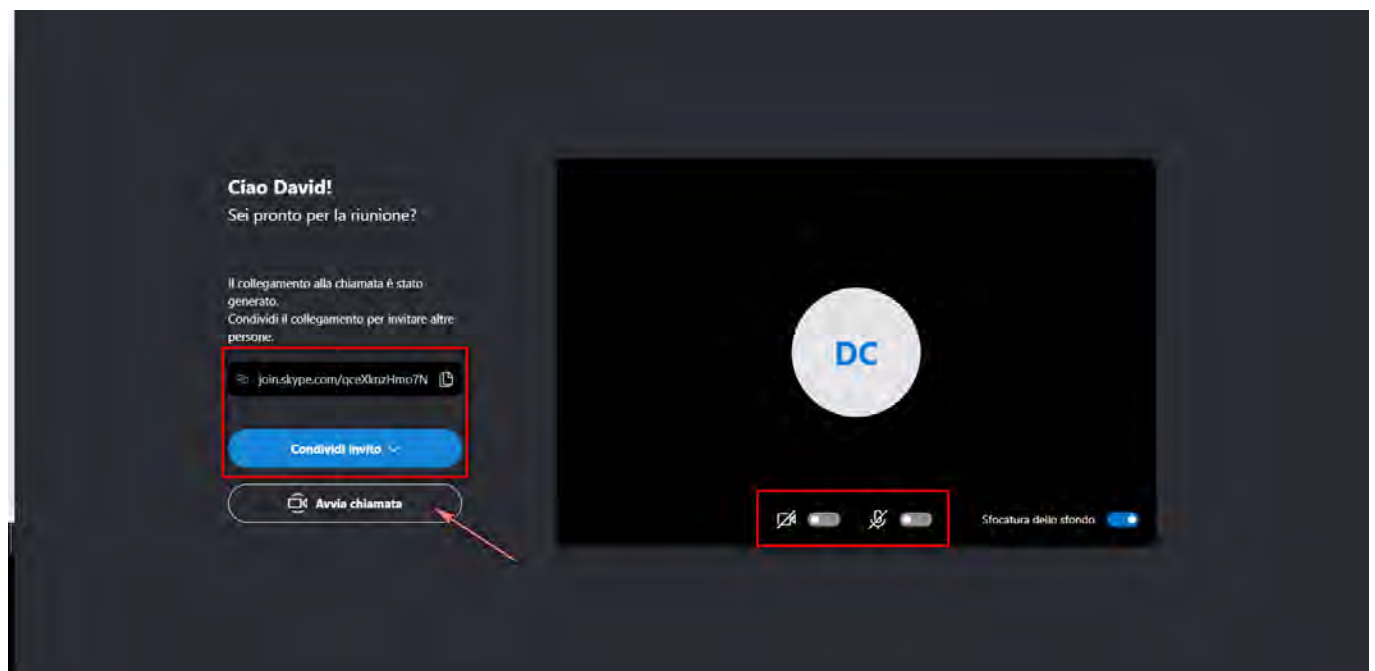 Ciao David!
Sei pronto per la riunione?
Il collegamento alla chiamata è stato
generato.
Condividi il collegamento per invitare altre
persone.
join.skype.com/qceXknzHmo7N
Condividi invito
Avvia chiamata
DC
Sfocatura dello sfondo